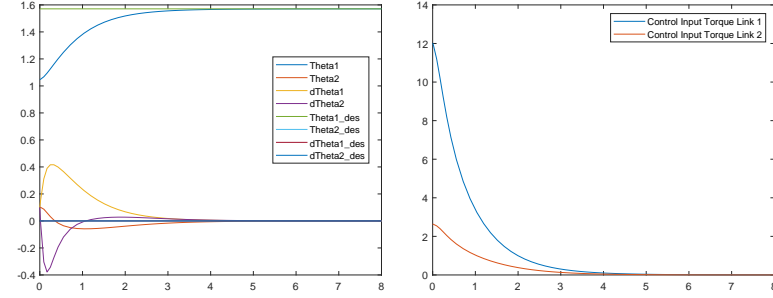 1.6
1.4
1.2
1
0.8
0.6
0.4
0.2
0
-0.2
-0.4
0 1 2 3 4 5 6 7 8
Theta1
Theta2
dTheta1
dTheta2
Theta1_des
Theta2_des
dTheta1_des
dTheta2_des
14
12
10
8
6
4
2
0
0 1 2 3 4 5 6 7 8
Control Input Torque Link 1
Control Input Torque Link 2